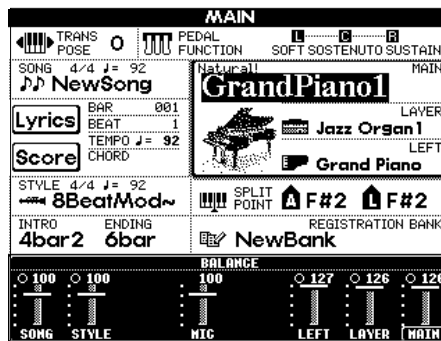 MAIN
TRANSPOSE 0
PEDAL FUNCTION
L C R
SOFT SOSTENUTO SUSTAIN
SONG 4/4 ♩= 92
NewSong
Lyrics
BAR 001
BEAT 1
TEMPO ♩= 92
Score
CHORD
Natural! MAIN
GrandPiano1
LAYER
Jazz Organ1
LEFT
Grand Piano
STYLE 4/4 ♩= 92
8BeatMod~
SPLIT POINT A F#2 L F#2
INTRO ENDING
4bar2 6bar
REGISTRATION BANK
NewBank
BALANCE
100 100 100 127 126 126
SONG STYLE MIC LEFT LAYER MAIN